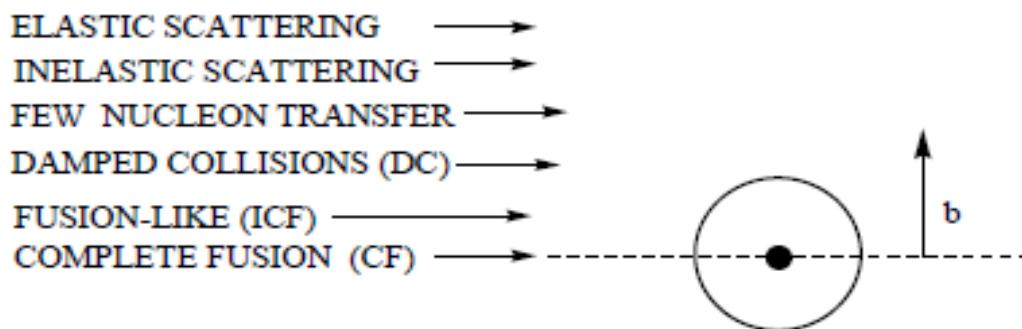 ELASTIC SCATTERING
INELASTIC SCATTERING
FEW NUCLEON TRANSFER
DAMPED COLLISIONS (DC)
FUSION-LIKE (ICF)
COMPLETE FUSION (CF)
b